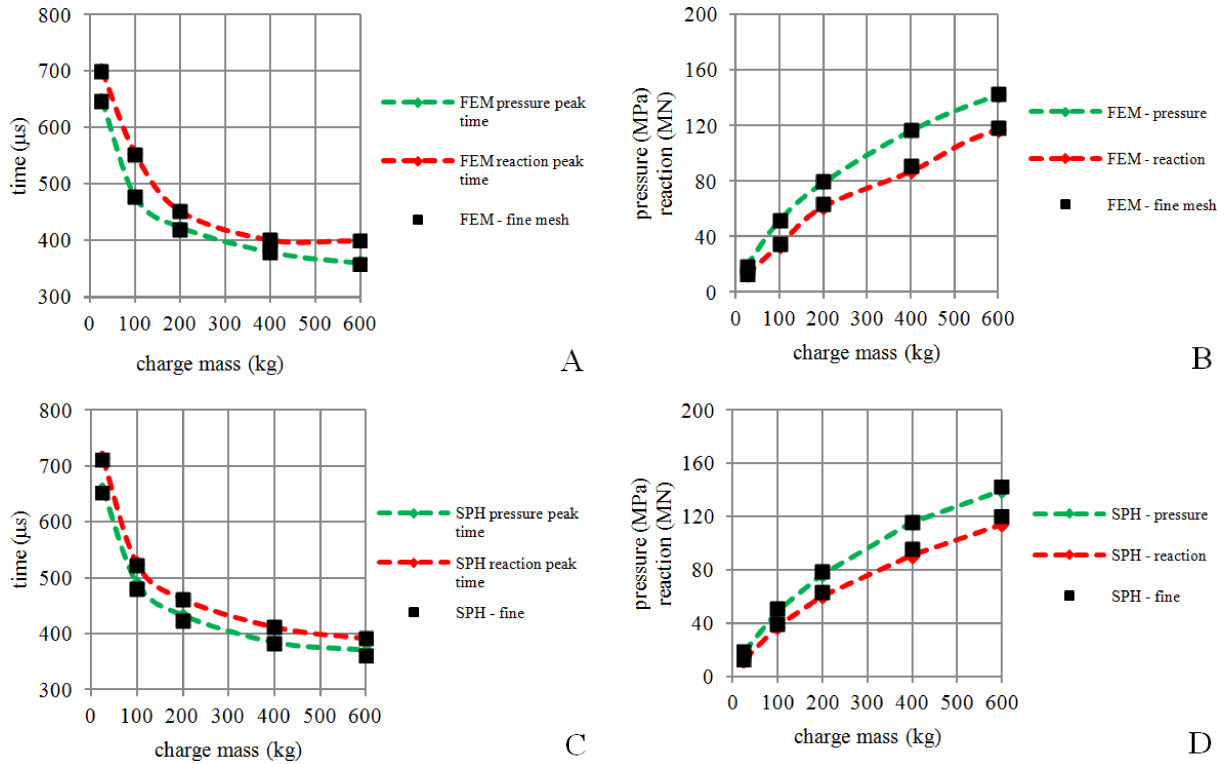 800
700
600
500
400
300
time (µs)
0 100 200 300 400 500 600
charge mass (kg)
FEM pressure peak
time
FEM reaction peak
time
FEM - fine mesh
A
200
160
120
80
40
0
pressure (MPa)
reaction (MN)
0 100 200 300 400 500 600
charge mass (kg)
FEM - pressure
FEM - reaction
FEM - fine mesh
B
800
700
600
500
400
300
time (µs)
0 100 200 300 400 500 600
charge mass (kg)
SPH pressure peak
time
SPH reaction peak
time
SPH - fine
C
200
160
120
80
40
0
pressure (MPa)
reaction (MN)
0 100 200 300 400 500 600
charge mass (kg)
SPH - pressure
SPH - reaction
SPH - fine
D